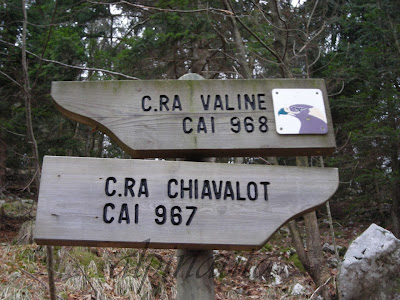 C.RA VALINE
CAI 968
C.RA CHIAVALOT
CAI 967